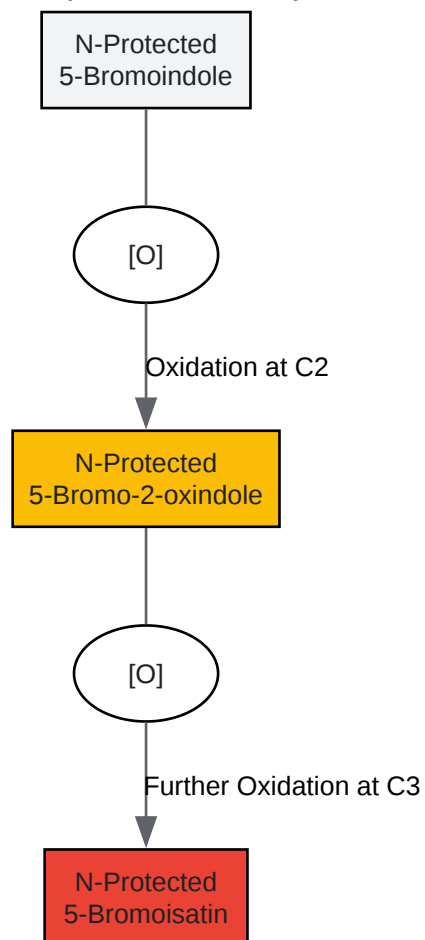 N-Protected
5-Bromoindole
[O]
Oxidation at C2
N-Protected
5-Bromo-2-oxindole
[O]
Further Oxidation at C3
N-Protected
5-Bromoisatin